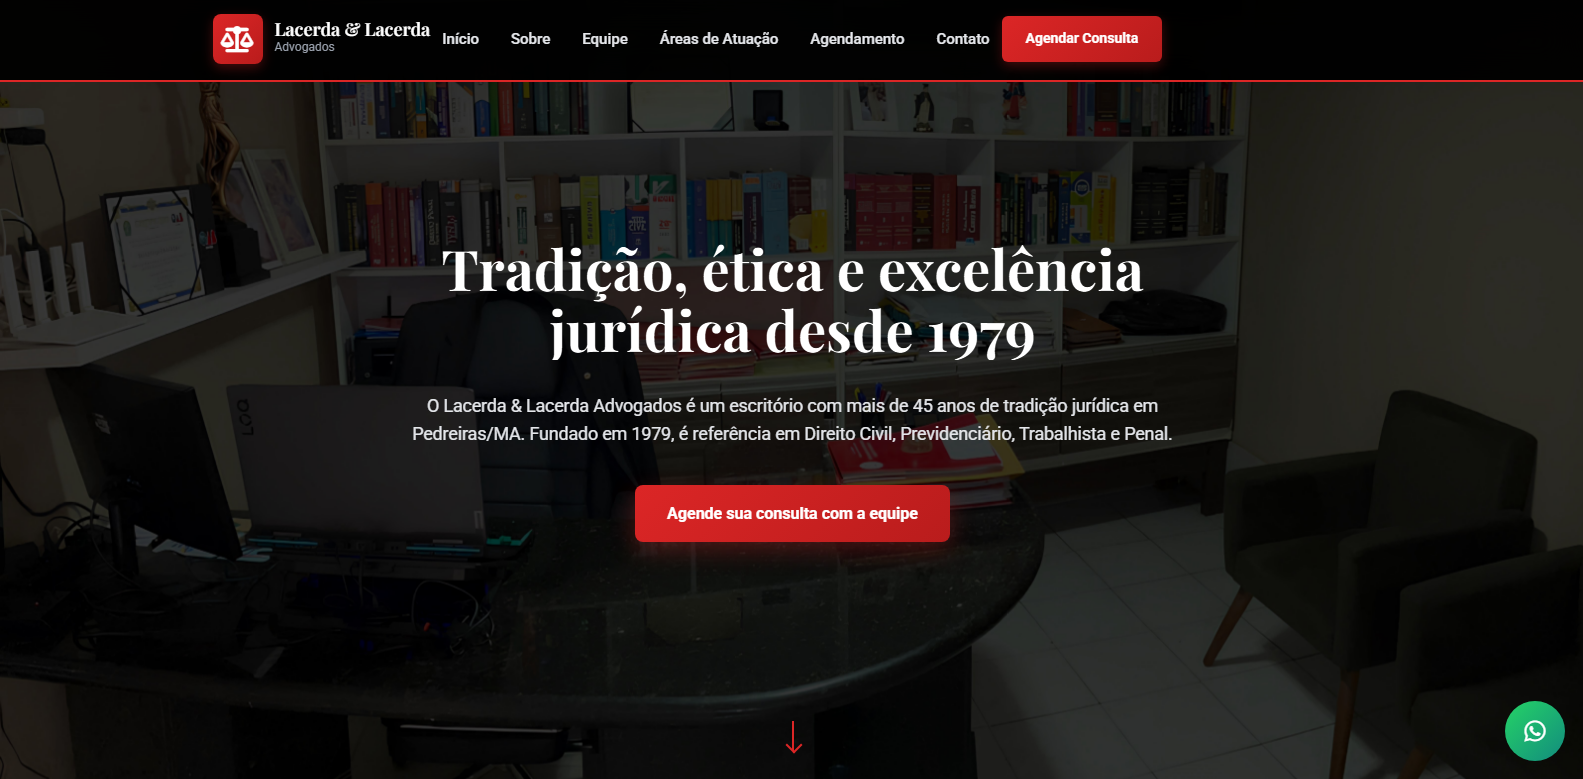 Lacerda & Lacerda
Advogados
Início Sobre Equipe Áreas de Atuação Agendamento Contato Agendar Consulta
Tradição, ética e excelência
jurídica desde 1979
O Lacerda & Lacerda Advogados é um escritório com mais de 45 anos de tradição jurídica em
Pedreiras/MA. Fundado em 1979, é referência em Direito Civil, Previdenciário, Trabalhista e Penal.
Agende sua consulta com a equipe
LOQ